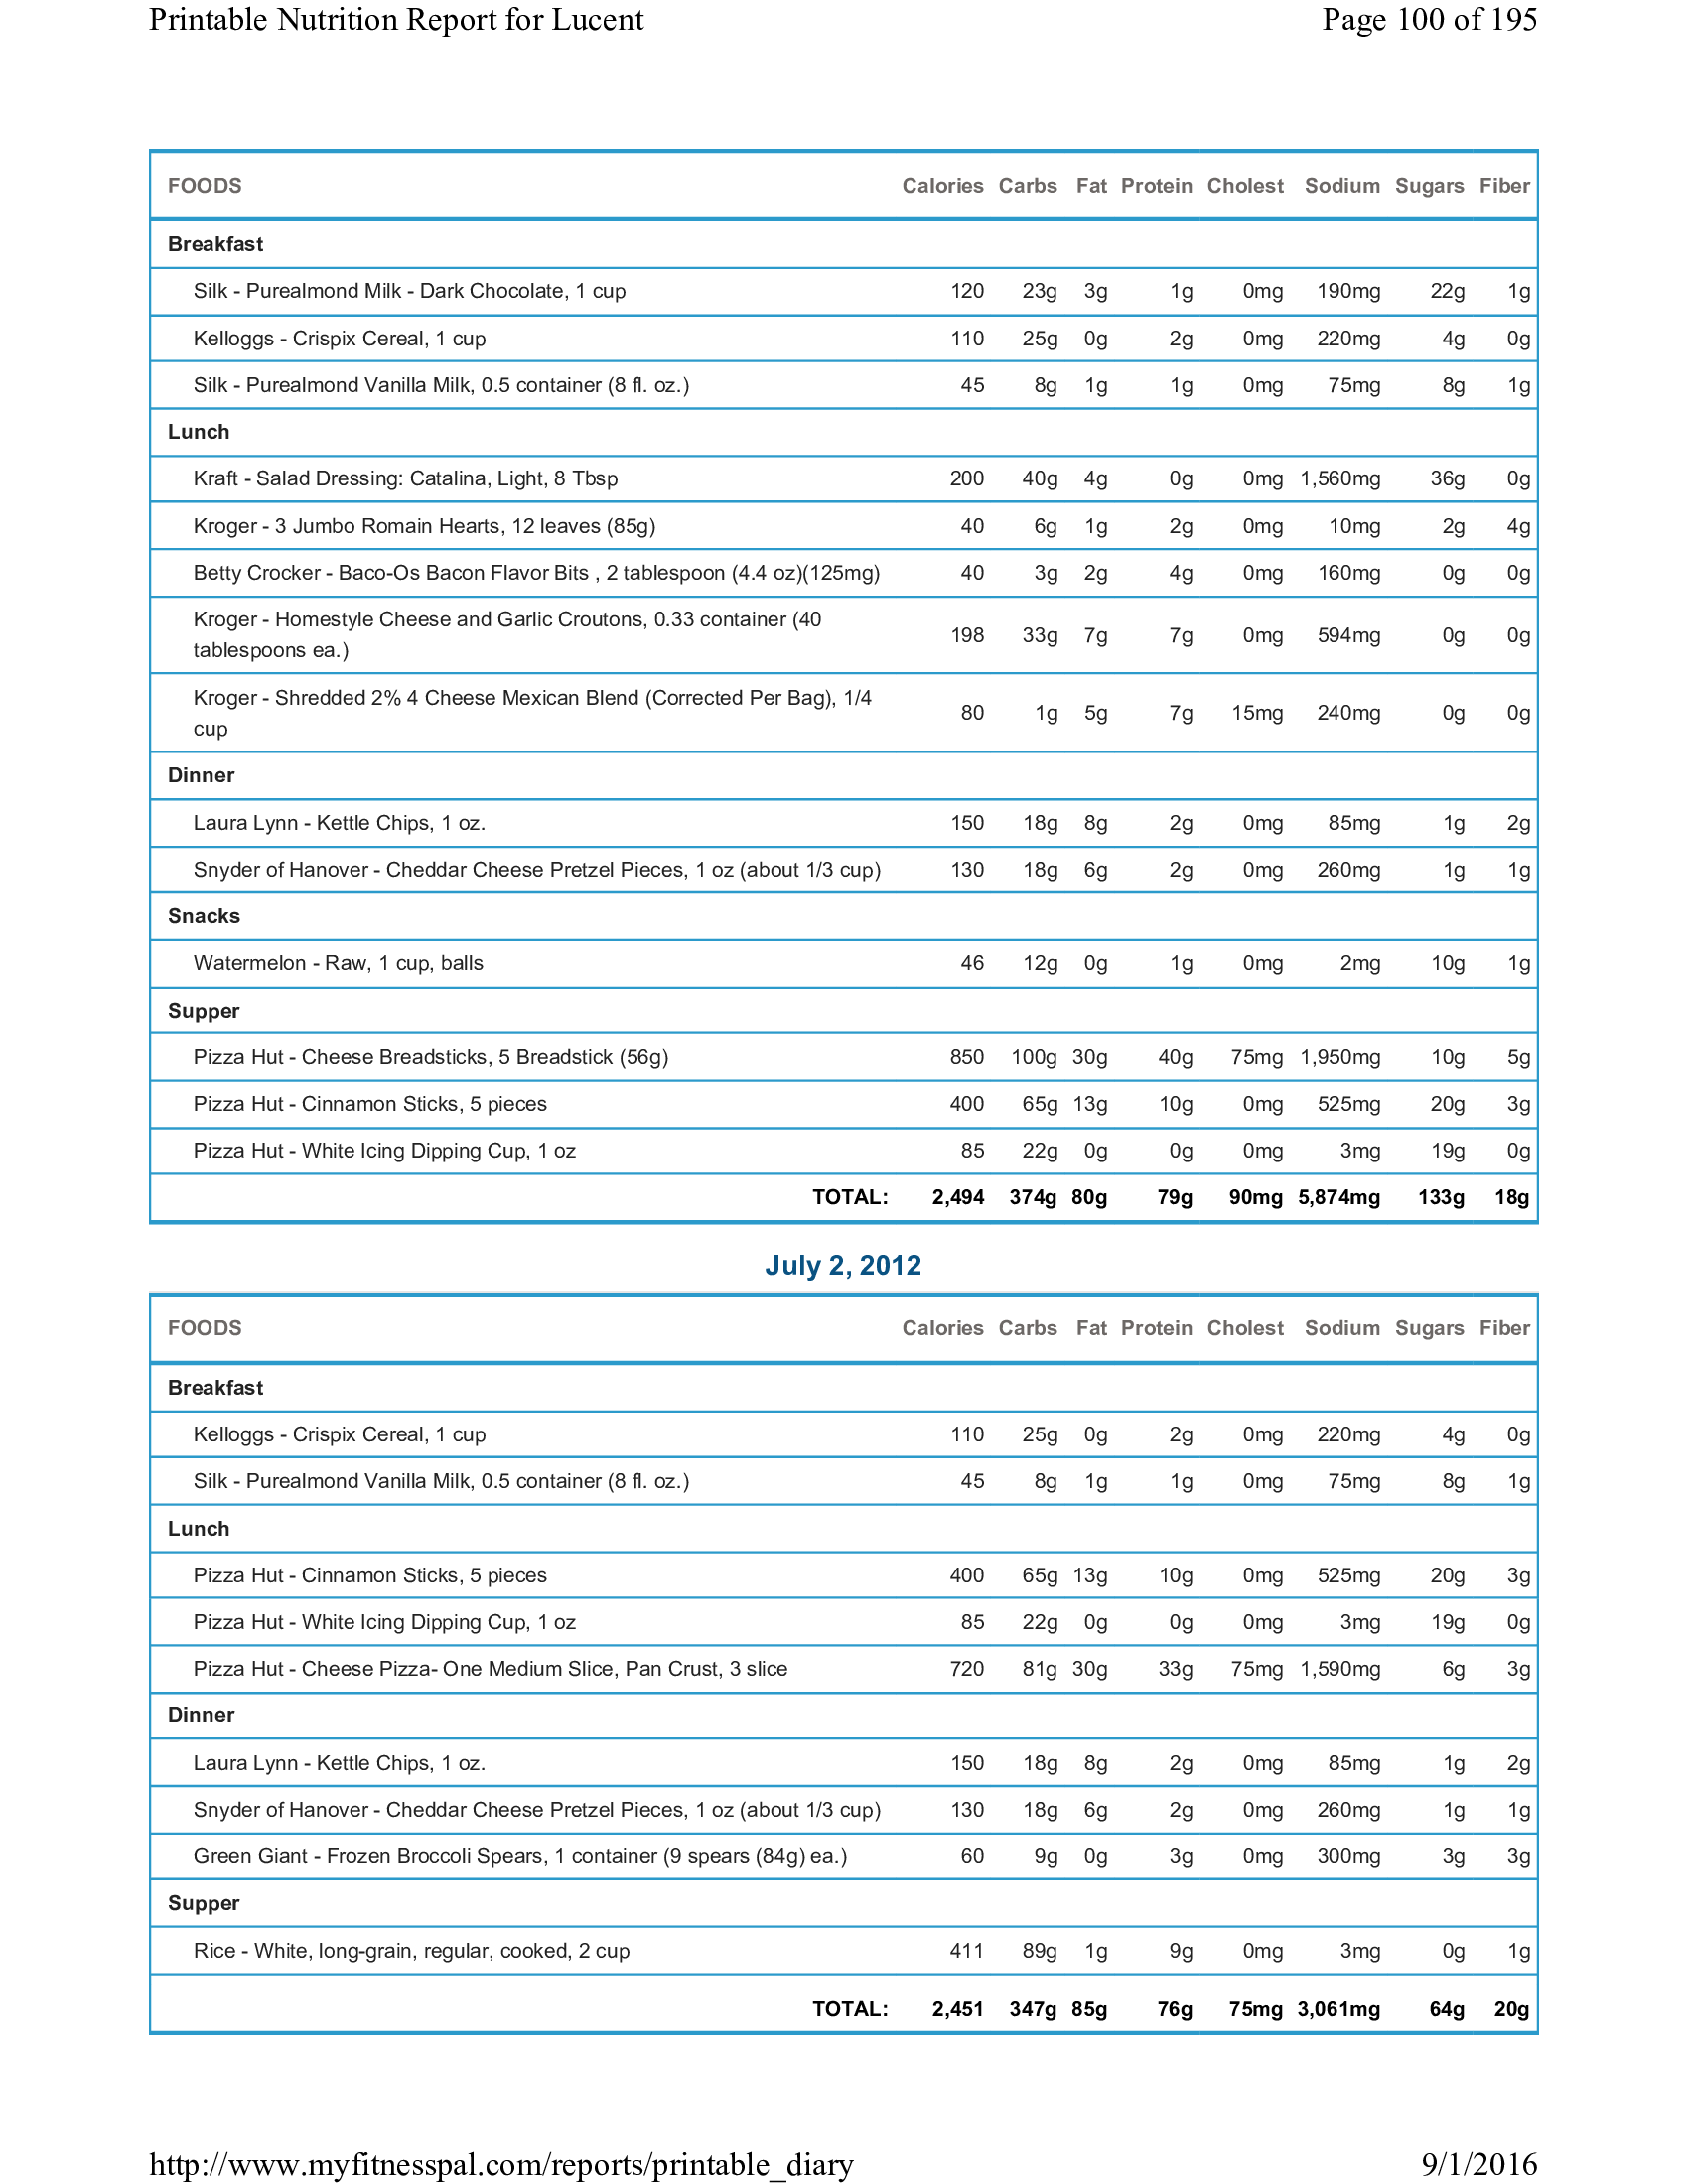 Printable Nutrition Report for Lucent Page 100 of 195
FOODS Calories Carbs Fat Protein Cholest Sodium Sugars Fiber
Breakfast
Silk - Purealmond Milk - Dark Chocolate, 1 cup 120 23g 3g 1g 0mg 190mg 22g 1g
Kelloggs - Crispix Cereal, 1 cup 110 25g 0g 2g 0mg 220mg 4g 0g
Silk - Purealmond Vanilla Milk, 0.5 container (8 fl. oz.) 45 8g 1g 1g 0mg 75mg 8g 1g
Lunch
Kraft - Salad Dressing: Catalina, Light, 8 Tbsp 200 40g 4g 0g 0mg 1,560mg 36g 0g
Kroger - 3 Jumbo Romain Hearts, 12 leaves (85g) 40 6g 1g 2g 0mg 10mg 2g 4g
Betty Crocker - Baco-Os Bacon Flavor Bits , 2 tablespoon (4.4 oz)(125mg) 40 3g 2g 4g 0mg 160mg 0g 0g
Kroger - Homestyle Cheese and Garlic Croutons, 0.33 container (40
tablespoons ea.) 198 33g 7g 7g 0mg 594mg 0g 0g
Kroger - Shredded 2% 4 Cheese Mexican Blend (Corrected Per Bag), 1/4
cup 80 1g 5g 7g 15mg 240mg 0g 0g
Dinner
Laura Lynn - Kettle Chips, 1 oz. 150 18g 8g 2g 0mg 85mg 1g 2g
Snyder of Hanover - Cheddar Cheese Pretzel Pieces, 1 oz (about 1/3 cup) 130 18g 6g 2g 0mg 260mg 1g 1g
Snacks
Watermelon - Raw, 1 cup, balls 46 12g 0g 1g 0mg 2mg 10g 1g
Supper
Pizza Hut - Cheese Breadsticks, 5 Breadstick (56g) 850 100g 30g 40g 75mg 1,950mg 10g 5g
Pizza Hut - Cinnamon Sticks, 5 pieces 400 65g 13g 10g 0mg 525mg 20g 3g
Pizza Hut - White Icing Dipping Cup, 1 oz 85 22g 0g 0g 0mg 3mg 19g 0g
TOTAL: 2,494 374g 80g 79g 90mg 5,874mg 133g 18g
July 2, 2012
FOODS Calories Carbs Fat Protein Cholest Sodium Sugars Fiber
Breakfast
Kelloggs - Crispix Cereal, 1 cup 110 25g 0g 2g 0mg 220mg 4g 0g
Silk - Purealmond Vanilla Milk, 0.5 container (8 fl. oz.) 45 8g 1g 1g 0mg 75mg 8g 1g
Lunch
Pizza Hut - Cinnamon Sticks, 5 pieces 400 65g 13g 10g 0mg 525mg 20g 3g
Pizza Hut - White Icing Dipping Cup, 1 oz 85 22g 0g 0g 0mg 3mg 19g 0g
Pizza Hut - Cheese Pizza- One Medium Slice, Pan Crust, 3 slice 720 81g 30g 33g 75mg 1,590mg 6g 3g
Dinner
Laura Lynn - Kettle Chips, 1 oz. 150 18g 8g 2g 0mg 85mg 1g 2g
Snyder of Hanover - Cheddar Cheese Pretzel Pieces, 1 oz (about 1/3 cup) 130 18g 6g 2g 0mg 260mg 1g 1g
Green Giant - Frozen Broccoli Spears, 1 container (9 spears (84g) ea.) 60 9g 0g 3g 0mg 300mg 3g 3g
Supper
Rice - White, long-grain, regular, cooked, 2 cup 411 89g 1g 9g 0mg 3mg 0g 1g
TOTAL: 2,451 347g 85g 76g 75mg 3,061mg 64g 20g
http://www.myfitnesspal.com/reports/printable_diary 9/1/2016